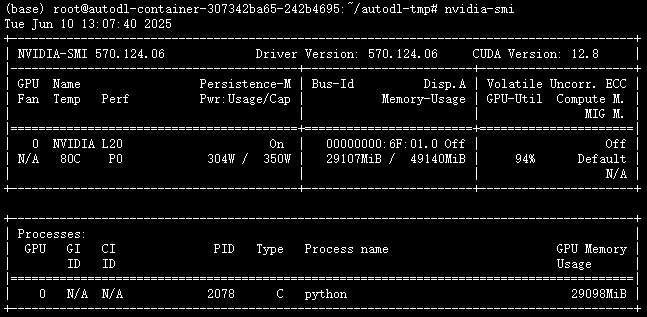 (base) root@autodl-container-307342ba65-242b4695:~/autodl-tmp# nvidia-smi
Tue Jun 10 13:07:40 2025
NVIDIA-SMI 570.124.06 Driver Version: 570.124.06 CUDA Version: 12.8
GPU Name Persistence-M Bus-Id Disp.A Volatile Uncorr. ECC
Fan Temp Perf Pwr:Usage/Cap Memory-Usage GPU-Util Compute M.
MIG M.
0 NVIDIA L20 On 00000000:6F:01.0 Off Off
N/A 80C P0 304W / 350W 29107MiB / 49140MiB 94% Default
N/A
Processes:
GPU GI CI PID Type Process name GPU Memory
ID ID Usage
0 N/A N/A 2078 C python 29098MiB